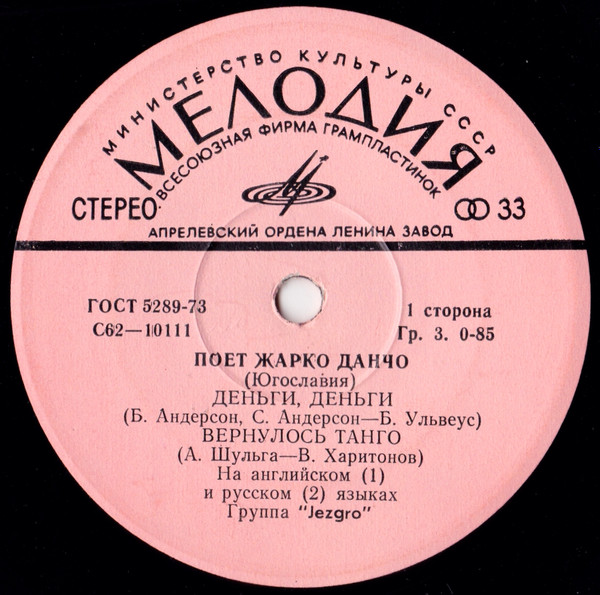 МИНИСТЕРСТВО КУЛЬТУРЫ СССР
МЕЛОДИЯ
ВСЕСОЮЗНАЯ ФИРМА ГРАМПЛАСТИНОК
СТЕРЕО 33
АПРЕЛЕВСКИЙ ОРДЕНА ЛЕНИНА ЗАВОД
ГОСТ 5289-73 1 сторона
С62—10111 Гр. 3. 0-85
ПОЕТ ЖАРКО ДАНЧО
(Югославия)
ДЕНЬГИ, ДЕНЬГИ
(Б. Андерсон, С. Андерсон—Б. Ульвеус)
ВЕРНУЛОСЬ ТАНГО
(А. Шульга—В. Харитонов)
На английском (1)
и русском (2) языках
Группа "Jezgro"